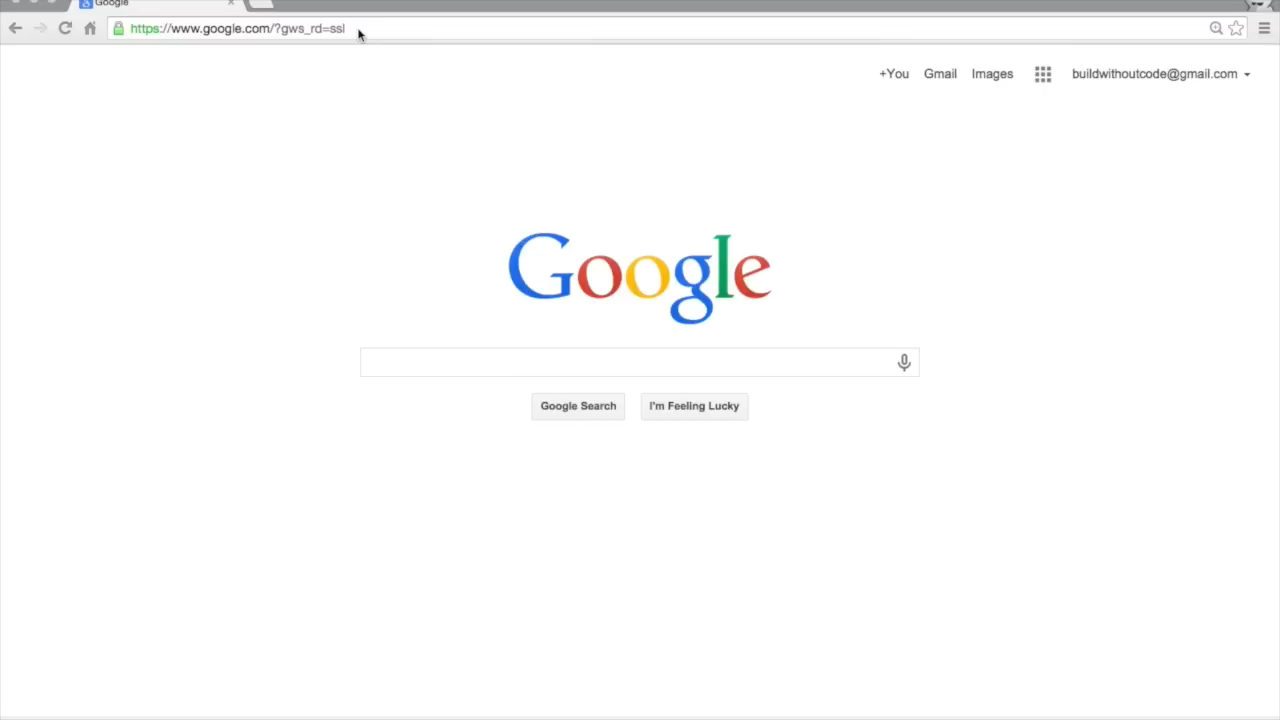 Google
https://www.google.com/?gws_rd=ssl
+You Gmail Images buildwithoutcode@gmail.com
Google
Google Search I'm Feeling Lucky